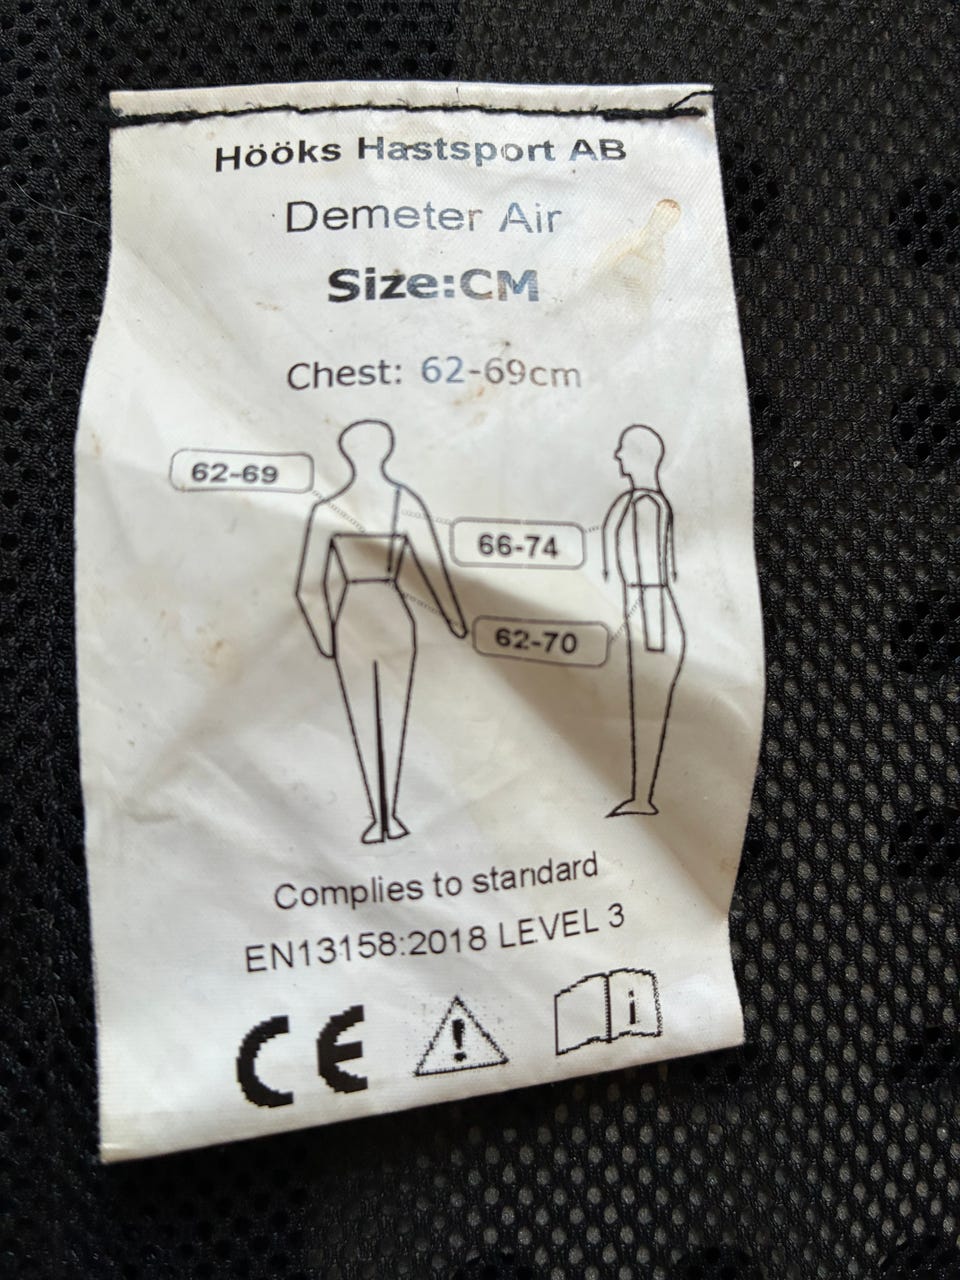 Hööks Hastsport AB
Demeter Air
Size:CM
Chest: 62-69cm
62-69
66-74
62-70
Complies to standard
EN13158:2018 LEVEL 3
CE
!
i